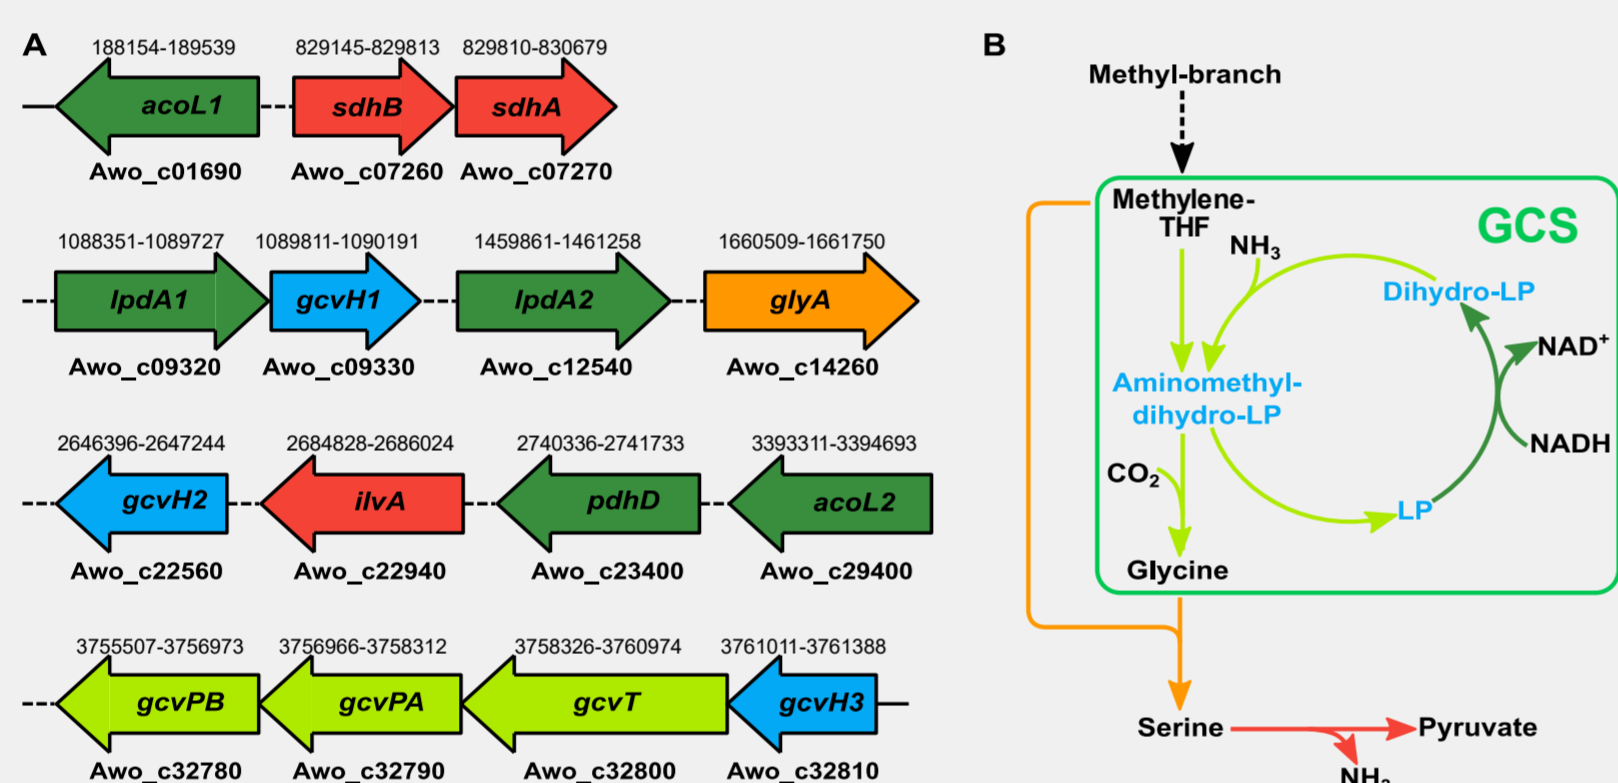 A
188154-189539 829145-829813 829810-830679
acoL1 sdhB sdhA
Awo_c01690 Awo_c07260 Awo_c07270
1088351-1089727 1089811-1090191 1459861-1461258 1660509-1661750
lpdA1 gcvH1 lpdA2 glyA
Awo_c09320 Awo_c09330 Awo_c12540 Awo_c14260
2646396-2647244 2684828-2686024 2740336-2741733 3393311-3394693
gcvH2 ilvA pdhD acoL2
Awo_c22560 Awo_c22940 Awo_c23400 Awo_c29400
3755507-3756973 3756966-3758312 3758326-3760974 3761011-3761388
gcvPB gcvPA gcvT gcvH3
Awo_c32780 Awo_c32790 Awo_c32800 Awo_c32810
B
Methyl-branch
Methylene-
THF
GCS
NH₃
Dihydro-LP
NAD⁺
Aminomethyl-
dihydro-LP
NADH
CO₂
LP
Glycine
Serine
Pyruvate
NH₃